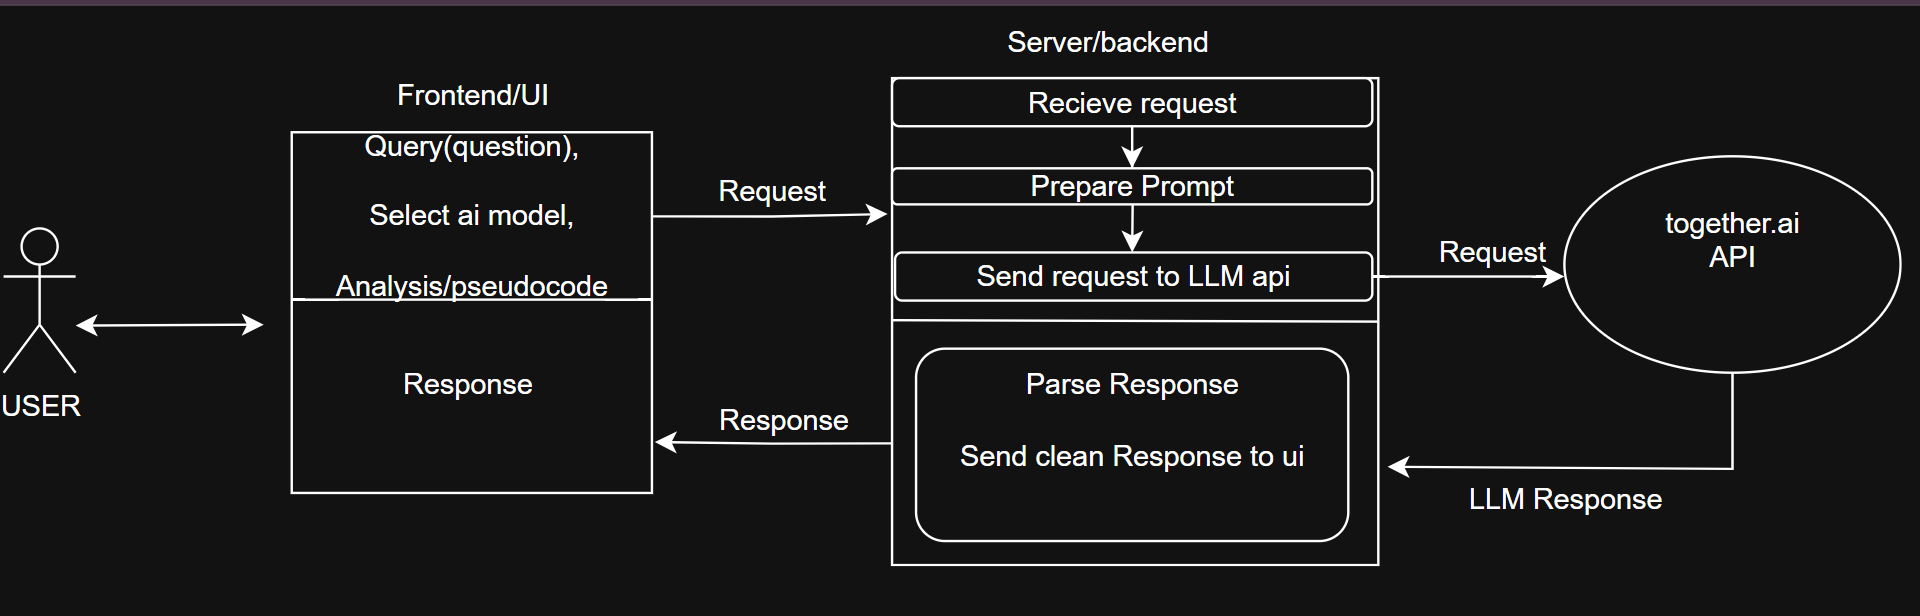 Server/backend
Frontend/UI
Query(question),
Select ai model,
Analysis/pseudocode
Response
USER
Request
Response
Recieve request
Prepare Prompt
Send request to LLM api
Parse Response
Send clean Response to ui
Request
together.ai
API
LLM Response